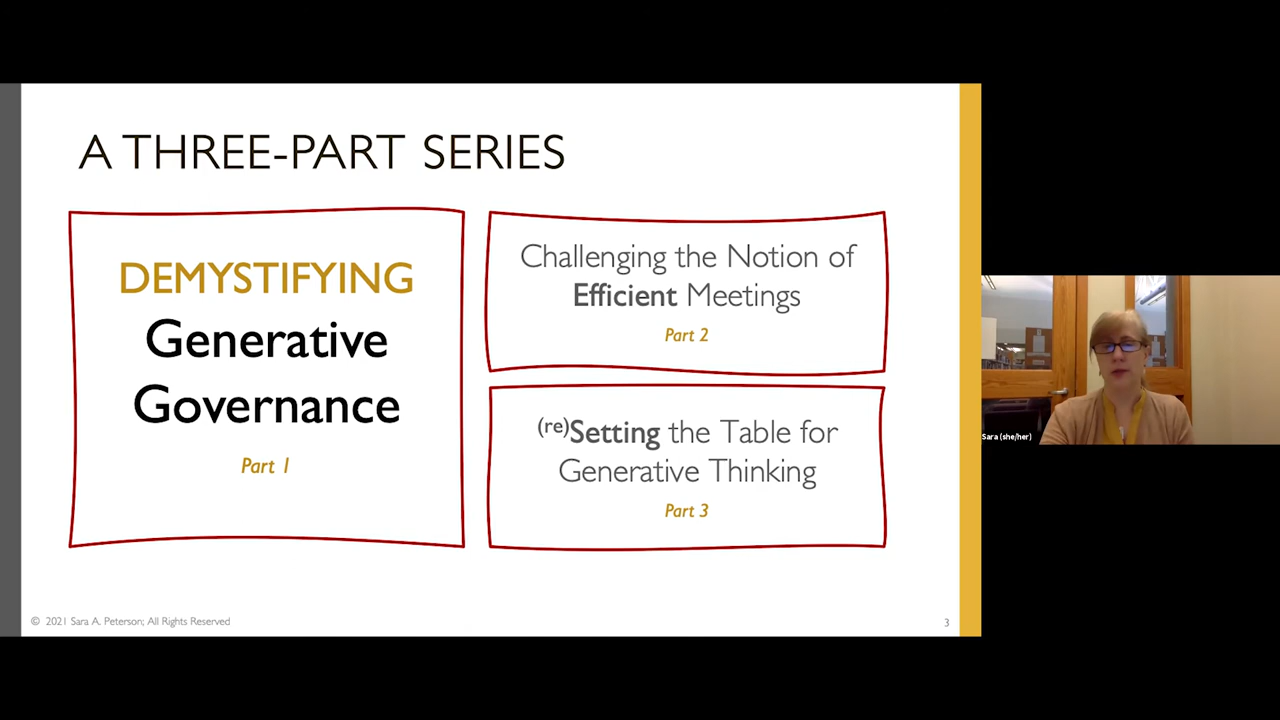 A THREE-PART SERIES
DEMYSTIFYING
Generative
Governance
Part 1
Challenging the Notion of
Efficient Meetings
Part 2
(re)Setting the Table for
Generative Thinking
Part 3
© 2021 Sara A. Peterson; All Rights Reserved
3
Sara (she/her)